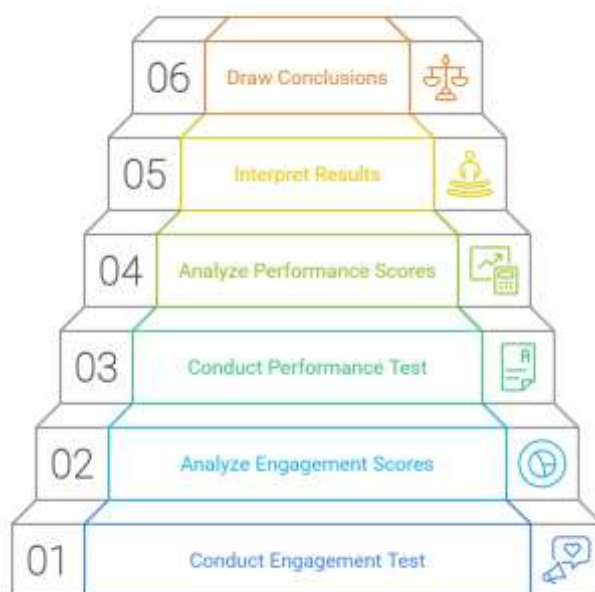 06 Draw Conclusions
05 Interpret Results
04 Analyze Performance Scores
03 Conduct Performance Test A
02 Analyze Engagement Scores
01 Conduct Engagement Test